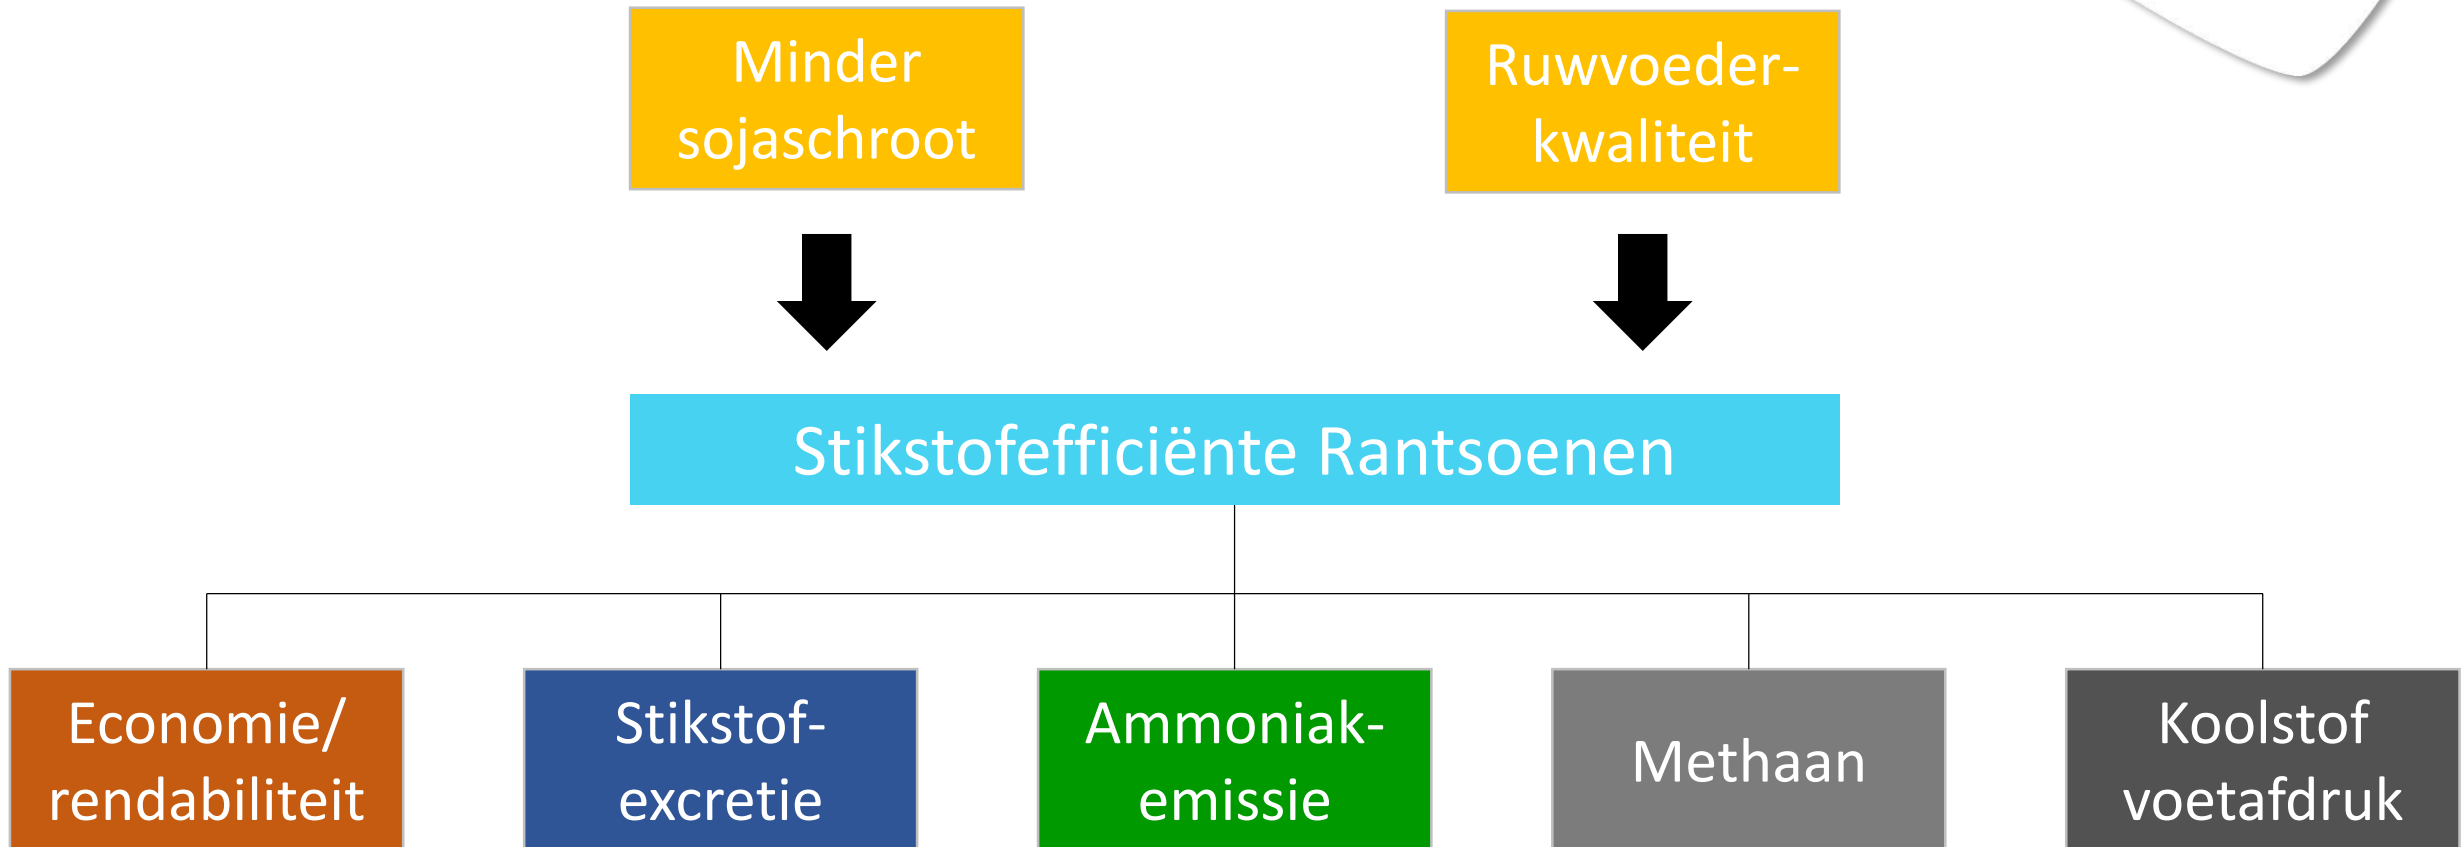 Minder
sojaschroot
Ruwvoeder-
kwaliteit
Stikstofefficiënte Rantsoenen
Economie/
rendabiliteit
Stikstof-
excretie
Ammoniak-
emissie
Methaan
Koolstof
voetafdruk